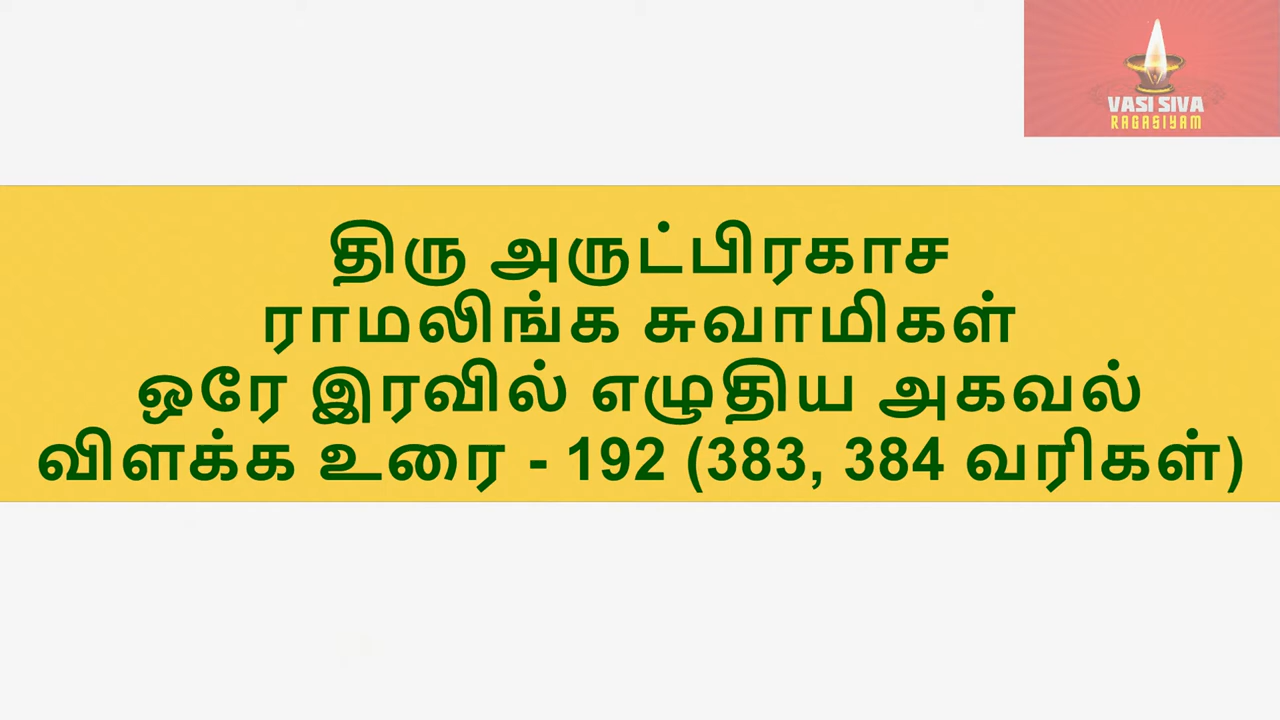 VASI SIVA
RAGASIYAM
திரு அருட்பிரகாச
ராமலிங்க சுவாமிகள்
ஒரே இரவில் எழுதிய அகவல்
விளக்க உரை - 192 (383, 384 வரிகள்)